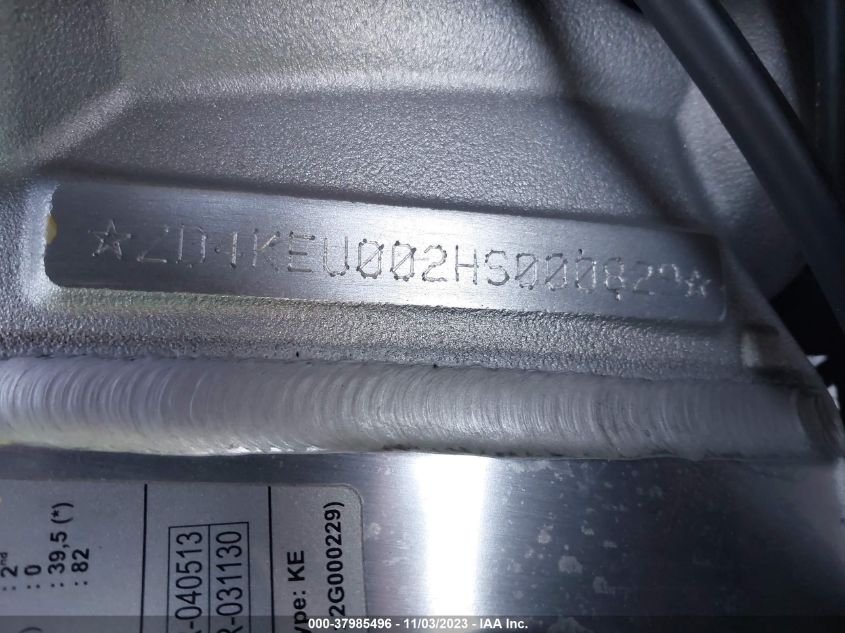 ☆ZD4KEU002HS000829☆
2nd
: 0
: 39,5 (*)
: 82
-040513
R-031130
ype: KE
2G000229)
000-37985496 - 11/03/2023 - IAA Inc.